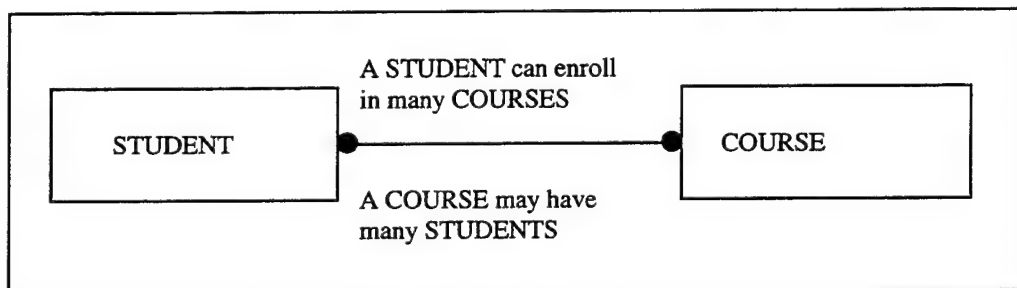 A STUDENT can enroll
in many COURSES
STUDENT
COURSE
A COURSE may have
many STUDENTS